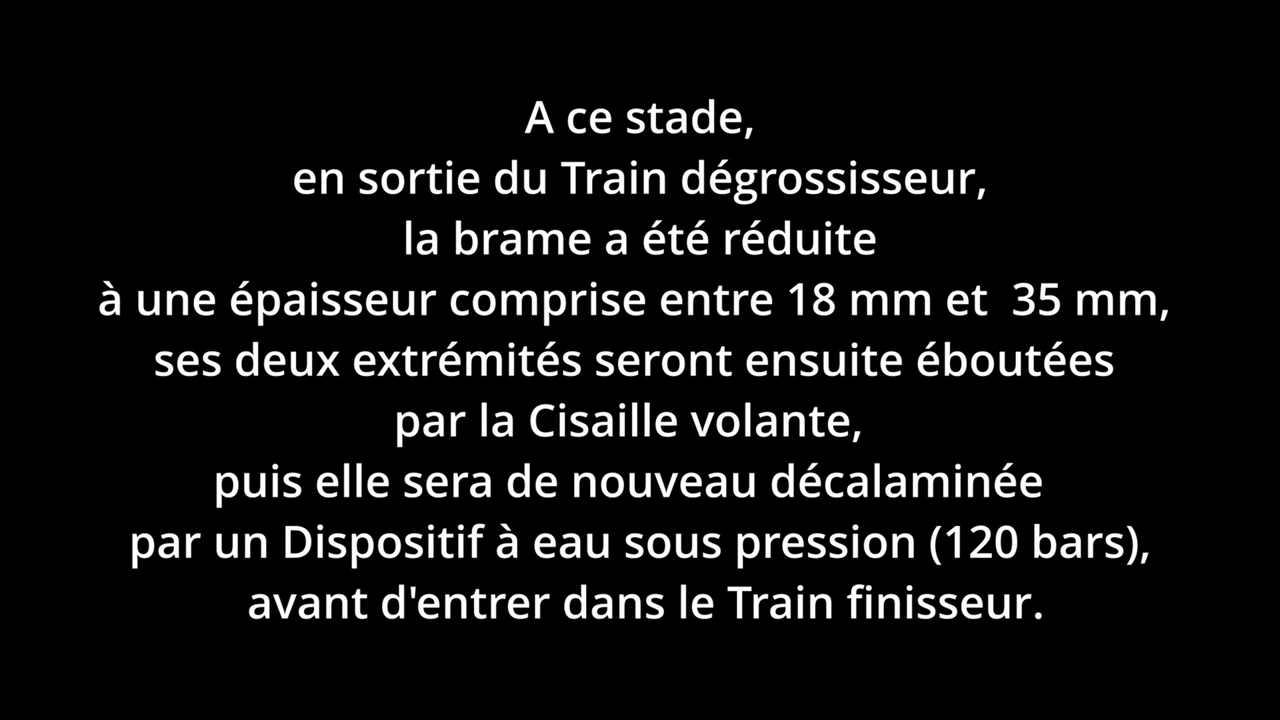 A ce stade,
en sortie du Train dégrossisseur,
la brame a été réduite
à une épaisseur comprise entre 18 mm et  35 mm,
ses deux extrémités seront ensuite éboutées
par la Cisaille volante,
puis elle sera de nouveau décalaminée
par un Dispositif à eau sous pression (120 bars),
avant d'entrer dans le Train finisseur.